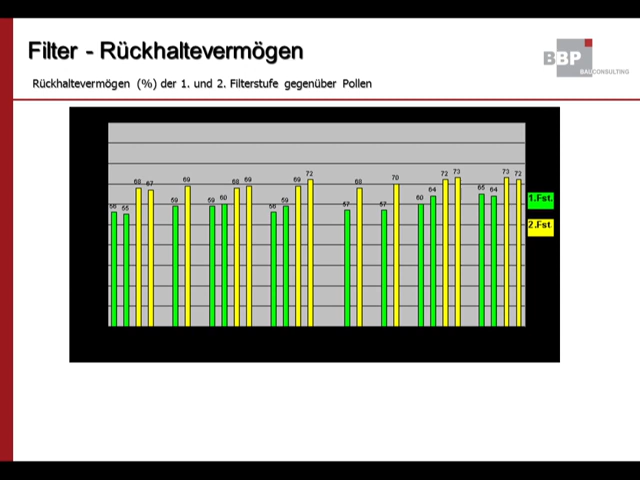 Filter - Rückhaltevermögen
BBP
BAUCONSULTING
Rückhaltevermögen (%) der 1. und 2. Filterstufe gegenüber Pollen
56 55 68 67 59 69 59 60 68 69 56 59 69 72 57 68 57 70 60 64 72 73 65 64 73 72
1.Fst.
2.Fst.